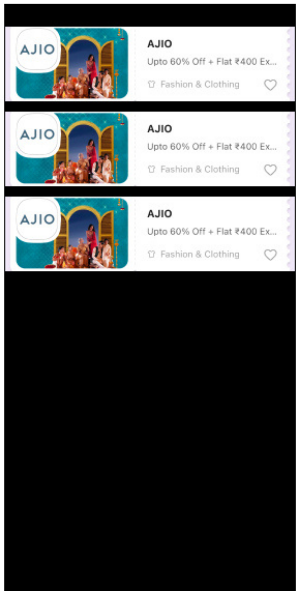 AJIO
AJIO
Upto 60% Off + Flat ₹400 Ex...
Fashion & Clothing
AJIO
AJIO
Upto 60% Off + Flat ₹400 Ex...
Fashion & Clothing
AJIO
AJIO
Upto 60% Off + Flat ₹400 Ex...
Fashion & Clothing